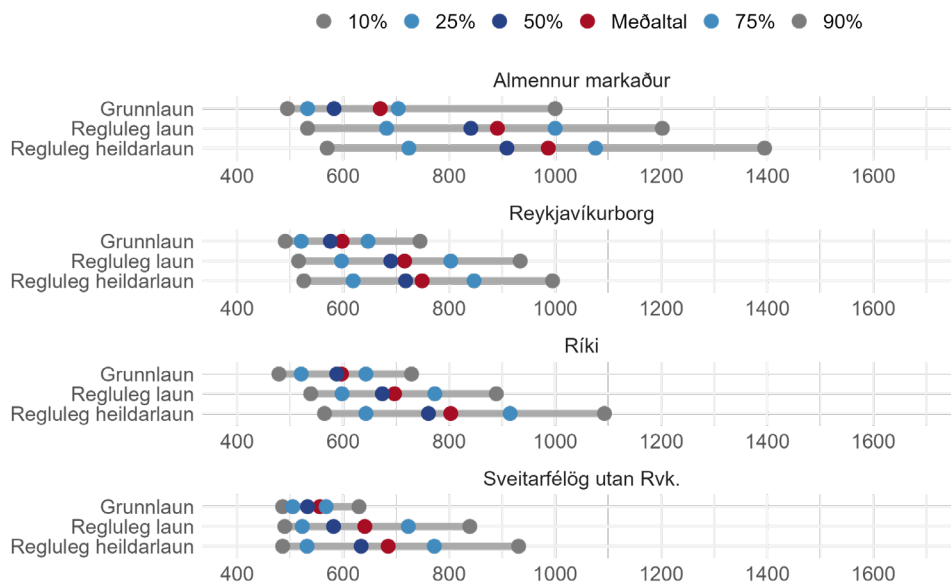 10% 25% 50% Meðaltal 75% 90%
Almennur markaður
Grunnlaun
Regluleg laun
Regluleg heildarlaun
400 600 800 1000 1200 1400 1600
Reykjavíkurborg
Grunnlaun
Regluleg laun
Regluleg heildarlaun
400 600 800 1000 1200 1400 1600
Ríki
Grunnlaun
Regluleg laun
Regluleg heildarlaun
400 600 800 1000 1200 1400 1600
Sveitarfélög utan Rvk.
Grunnlaun
Regluleg laun
Regluleg heildarlaun
400 600 800 1000 1200 1400 1600